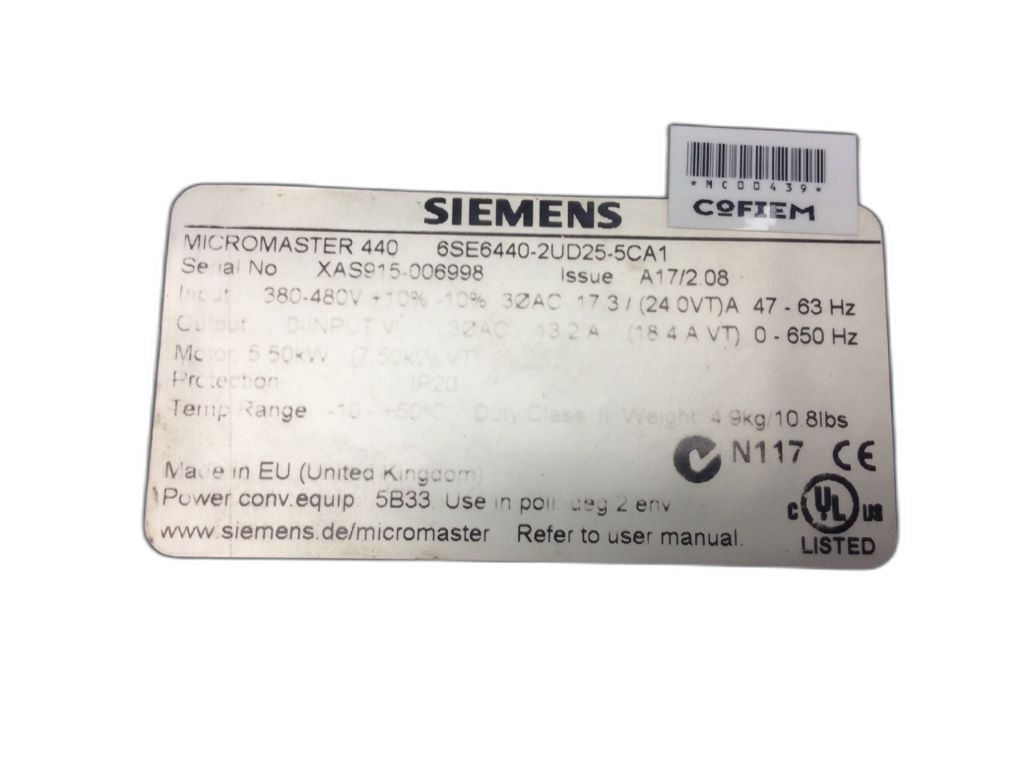 *MC00439*
COFIEM
SIEMENS
MICROMASTER 440 6SE6440-2UD25-5CA1
Serial No XAS915-006998 Issue A17/2.08
Input 380-480V +10% -10% 3ØAC 17.3 / (24.0VT)A 47 - 63 Hz
Output 0-INPUT V 3ØAC 13.2 A (18.4 A VT) 0 - 650 Hz
Motor 5.50kW (7.50kW VT)
Protection IP20
Temp Range -10 - +50°C Duty Class II Weight 4.9kg/10.8lbs
N117 CE
Made in EU (United Kingdom)
Power conv.equip 5B33. Use in poll deg 2 env
C UL US
www.siemens.de/micromaster Refer to user manual.
LISTED